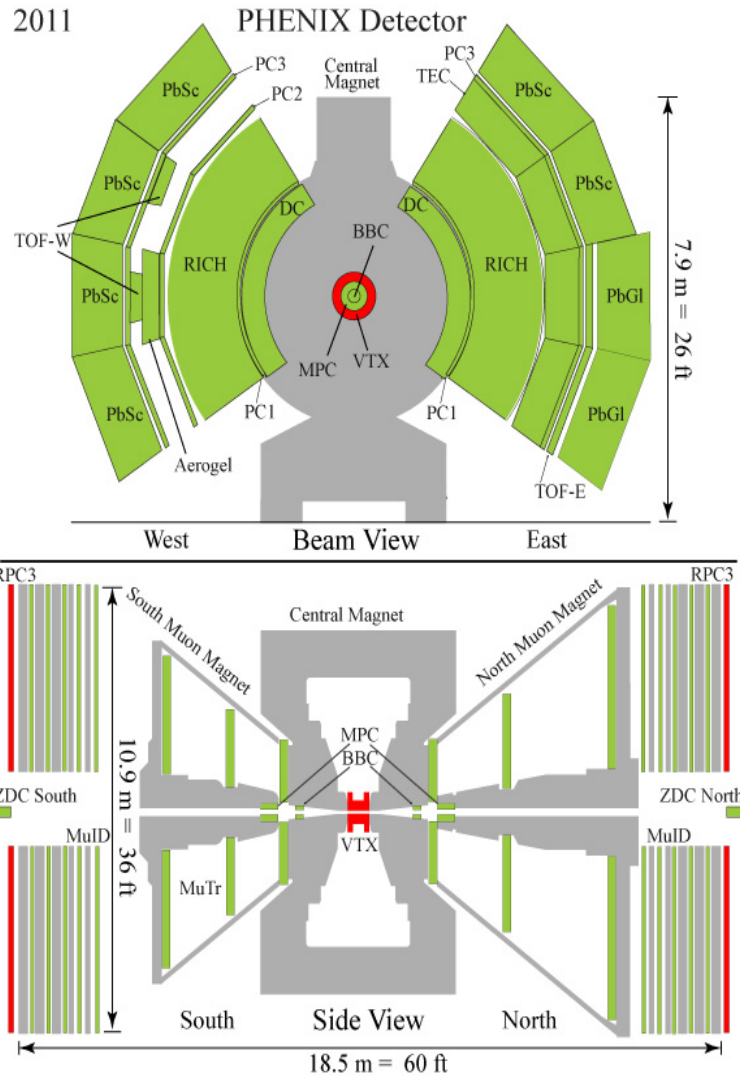 2011
PHENIX Detector
Central
Magnet
PC3
PC2
PC3
TEC
PbSc
PbSc
PbSc
PbSc
PbSc
PbSc
TOF-W
DC
DC
BBC
RICH
RICH
PbGl
PbGl
MPC
VTX
PC1
PC1
Aerogel
TOF-E
7.9 m = 26 ft
West
Beam View
East
RPC3
RPC3
South Muon Magnet
Central Magnet
North Muon Magnet
MPC
BBC
10.9 m = 36 ft
ZDC South
ZDC North
VTX
MuID
MuID
MuTr
South
Side View
North
18.5 m = 60 ft